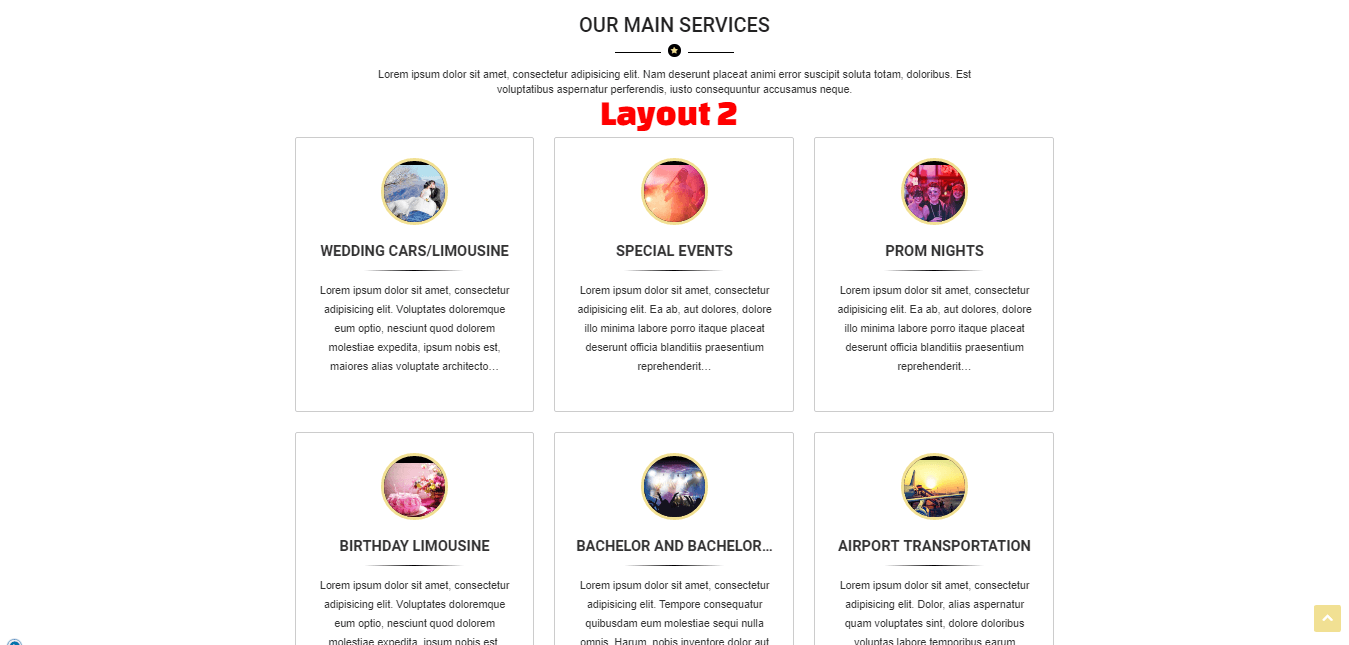 OUR MAIN SERVICES
Lorem ipsum dolor sit amet, consectetur adipisicing elit. Nam deserunt placeat animi error suscipit soluta totam, doloribus. Est
voluptatibus aspernatur perferendis, iusto consequuntur accusamus neque.
Layout 2
WEDDING CARS/LIMOUSINE
Lorem ipsum dolor sit amet, consectetur
adipisicing elit. Voluptates doloremque
eum optio, nesciunt quod dolorem
molestiae expedita, ipsum nobis est,
maiores alias voluptate architecto…
SPECIAL EVENTS
Lorem ipsum dolor sit amet, consectetur
adipisicing elit. Ea ab, aut dolores, dolore
illo minima labore porro itaque placeat
deserunt officia blanditiis praesentium
reprehenderit…
PROM NIGHTS
Lorem ipsum dolor sit amet, consectetur
adipisicing elit. Ea ab, aut dolores, dolore
illo minima labore porro itaque placeat
deserunt officia blanditiis praesentium
reprehenderit…
BIRTHDAY LIMOUSINE
Lorem ipsum dolor sit amet, consectetur
adipisicing elit. Voluptates doloremque
eum optio, nesciunt quod dolorem
molestiae expedita, ipsum nobis est
BACHELOR AND BACHELOR…
Lorem ipsum dolor sit amet, consectetur
adipisicing elit. Tempore consequatur
quibusdam eum molestiae sequi nulla
omnis. Harum, nobis inventore dolor aut
AIRPORT TRANSPORTATION
Lorem ipsum dolor sit amet, consectetur
adipisicing elit. Dolor, alias aspernatur
quam voluptates sint, dolore doloribus
voluptas labore temporibus earum